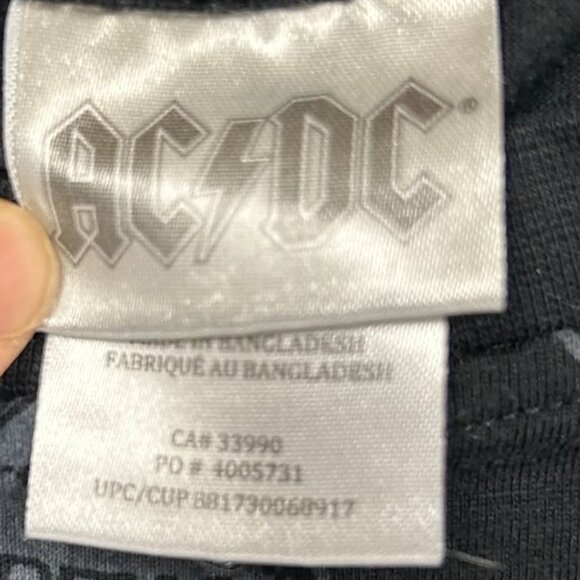 AC⚡DC®
MADE IN BANGLADESH
FABRIQUÉ AU BANGLADESH
CA# 33990
PO # 4005731
UPC/CUP 881730068917